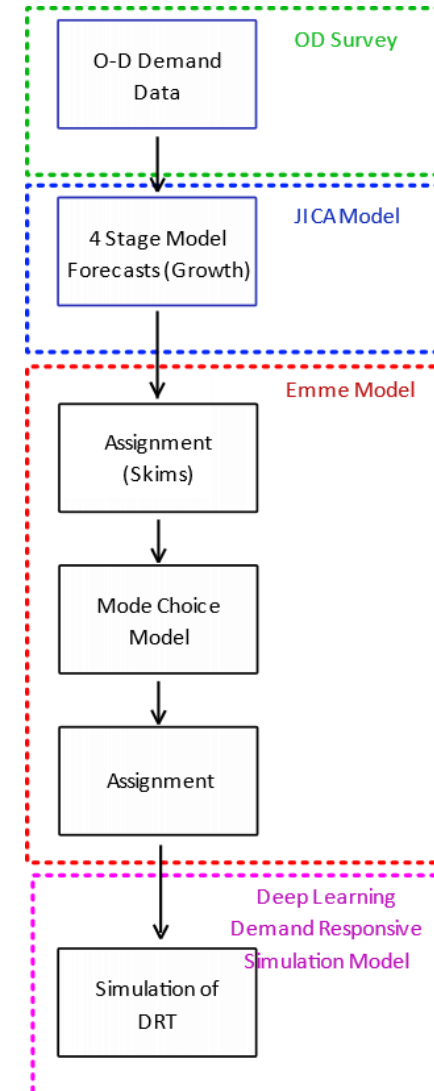 OD Survey
O-D Demand
Data
JICA Model
4 Stage Model
Forecasts (Growth)
Emme Model
Assignment
(Skims)
Mode Choice
Model
Assignment
Deep Learning
Demand Responsive
Simulation Model
Simulation of
DRT